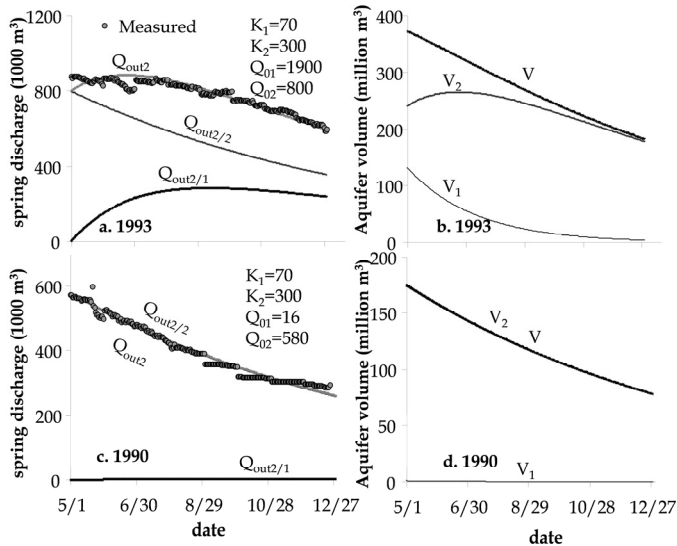 1200
800
400
0
spring discharge (1000 m³)
Measured
K₁=70
K₂=300
Q₀₁=1900
Q₀₂=800
Qout2
Qout2/2
Qout2/1
a. 1993
400
300
200
100
0
Aquifer volume (million m³)
V
V₂
V₁
b. 1993
600
400
200
0
spring discharge (1000 m³)
K₁=70
K₂=300
Q₀₁=16
Q₀₂=580
Qout2/2
Qout2
c. 1990
Qout2/1
5/1 6/30 8/29 10/28 12/27
date
200
150
100
50
0
Aquifer volume (million m³)
V₂ V
d. 1990
V₁
5/1 6/30 8/29 10/28 12/27
date